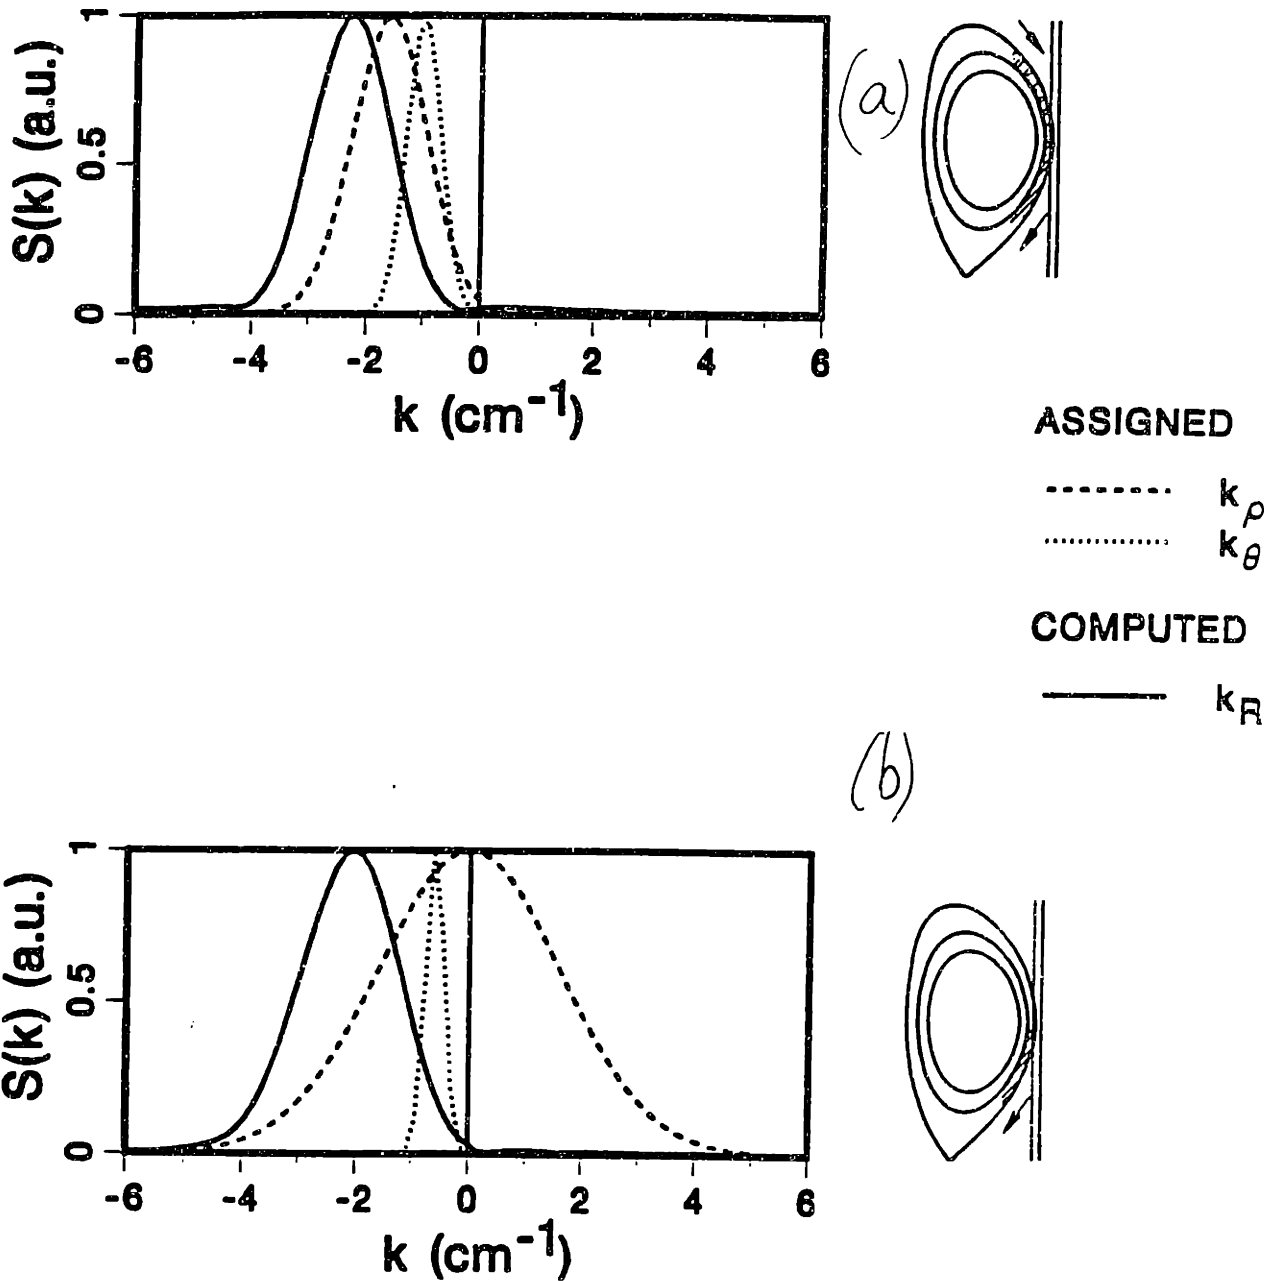 1
0.5
0
S(k) (a.u.)
-6 -4 -2 0 2 4 6
k (cm⁻¹)
(a)
ASSIGNED
kρ
kθ
COMPUTED
kR
(b)
1
0.5
0
S(k) (a.u.)
-6 -4 -2 0 2 4 6
k (cm⁻¹)